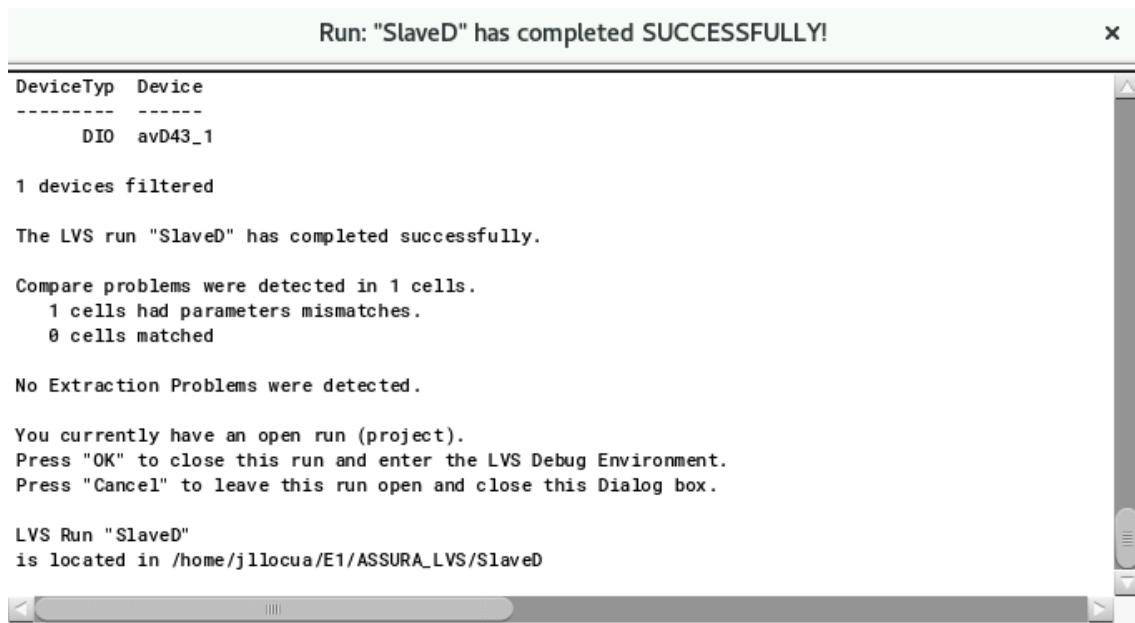 Run: "SlaveD" has completed SUCCESSFULLY!
DeviceTyp  Device
---------  ------
      DIO  avD43_1
1 devices filtered
The LVS run "SlaveD" has completed successfully.
Compare problems were detected in 1 cells.
   1 cells had parameters mismatches.
   0 cells matched
No Extraction Problems were detected.
You currently have an open run (project).
Press "OK" to close this run and enter the LVS Debug Environment.
Press "Cancel" to leave this run open and close this Dialog box.
LVS Run "SlaveD"
is located in /home/jllocua/E1/ASSURA_LVS/SlaveD